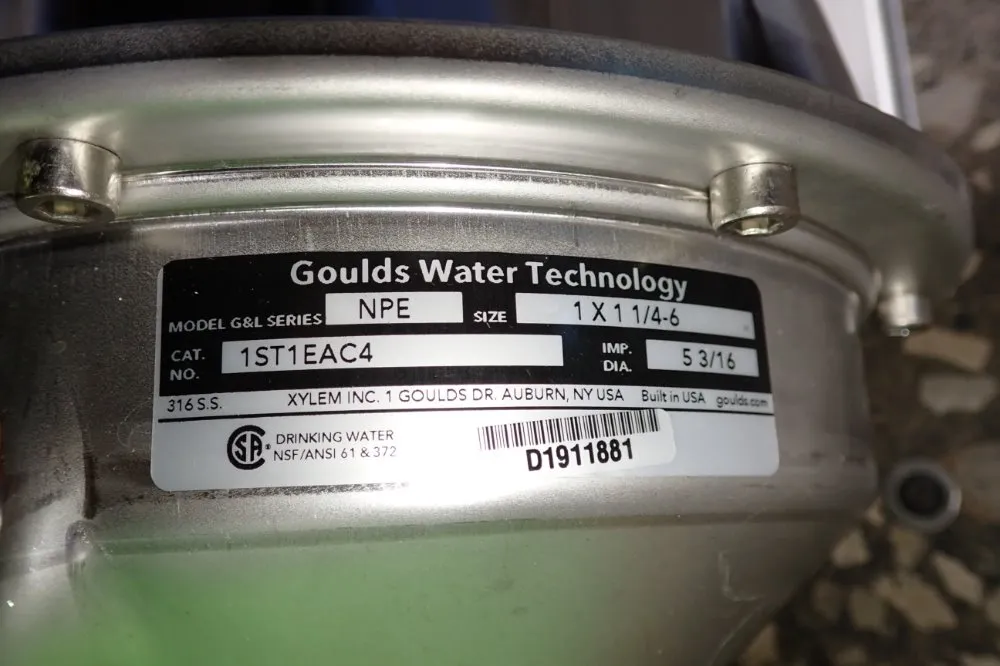 Goulds Water Technology
MODEL G&L SERIES NPE SIZE 1 X 1 1/4-6
CAT. NO. 1ST1EAC4 IMP. DIA. 5 3/16
316 S.S. XYLEM INC. 1 GOULDS DR. AUBURN, NY USA Built in USA goulds.com
CSA DRINKING WATER
NSF/ANSI 61 & 372
D1911881